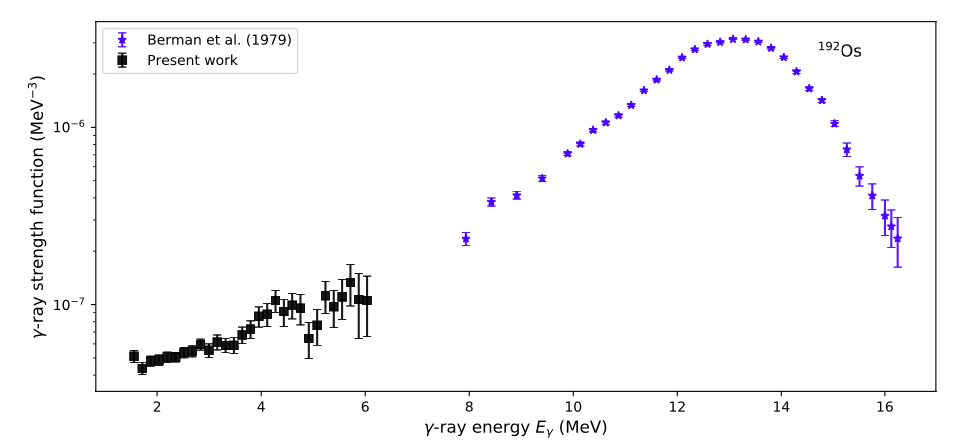 Berman et al. (1979)
Present work
¹⁹²Os
γ-ray strength function (MeV⁻³)
10⁻⁶
10⁻⁷
2 4 6 8 10 12 14 16
γ-ray energy Eᵧ (MeV)